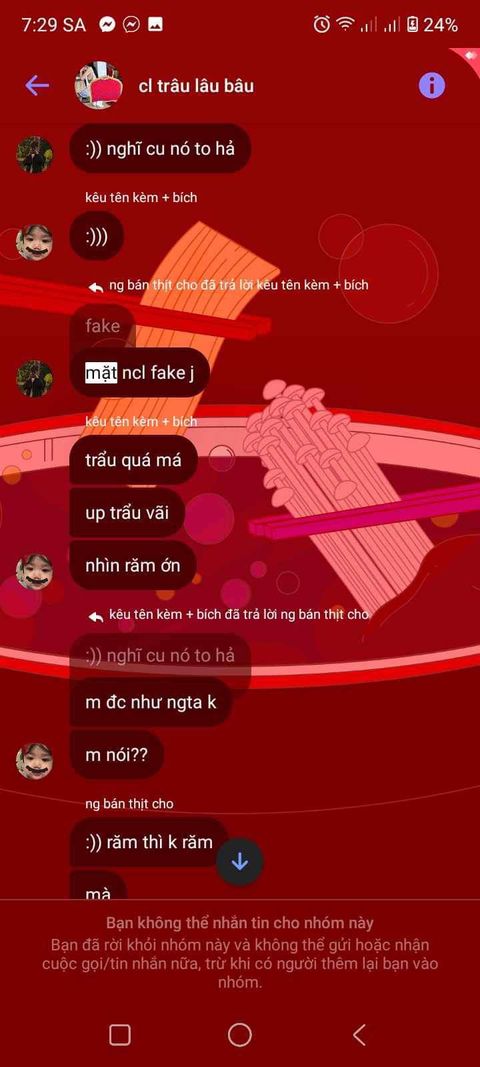 7:29 SA
24%
cl trâu lâu bâu
:)) nghĩ cu nó to hả
kêu tên kèm + bích
:)))
ng bán thịt cho đã trả lời kêu tên kèm + bích
fake
mặt ncl fake j
kêu tên kèm + bích
trẩu quá má
up trẩu vãi
nhìn răm ớn
kêu tên kèm + bích đã trả lời ng bán thịt cho
:)) nghĩ cu nó to hả
m đc như ngta k
m nói??
ng bán thịt cho
:)) răm thì k răm
mà
Bạn không thể nhắn tin cho nhóm này
Bạn đã rời khỏi nhóm này và không thể gửi hoặc nhận
cuộc gọi/tin nhắn nữa, trừ khi có người thêm lại bạn vào
nhóm.